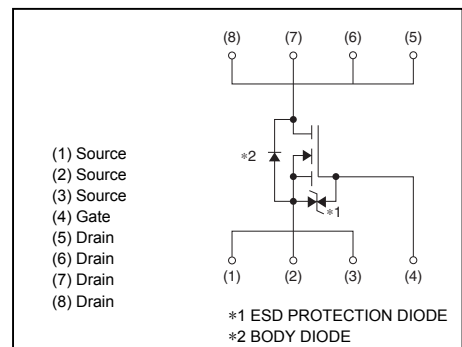 (8) (7) (6) (5)
(1) Source
(2) Source
(3) Source
(4) Gate
(5) Drain
(6) Drain
(7) Drain
(8) Drain
∗2
∗1
(1) (2) (3) (4)
∗1 ESD PROTECTION DIODE
∗2 BODY DIODE